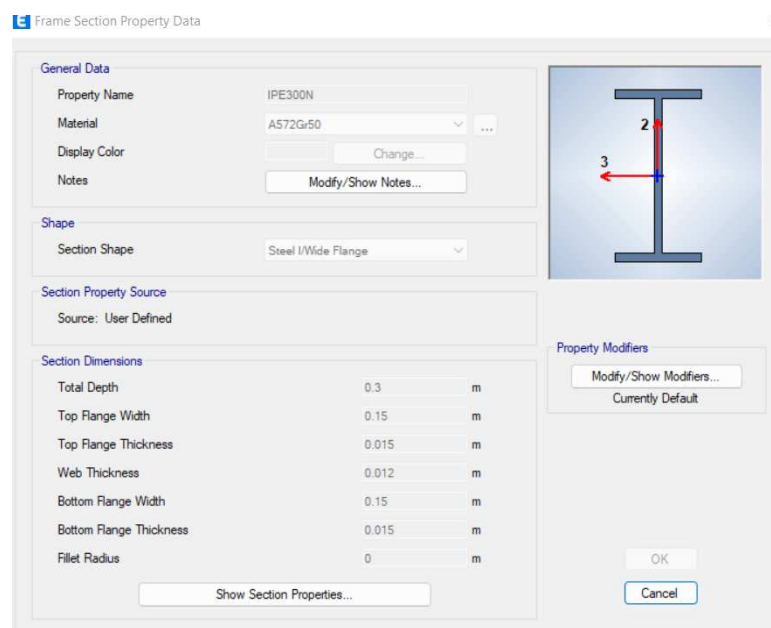 E Frame Section Property Data
General Data
Property Name IPE300N
Material A572Gr50 ...
Display Color Change...
Notes Modify/Show Notes...
Shape
Section Shape Steel I/Wide Flange
Section Property Source
Source: User Defined
Section Dimensions
Total Depth 0.3 m
Top Flange Width 0.15 m
Top Flange Thickness 0.015 m
Web Thickness 0.012 m
Bottom Flange Width 0.15 m
Bottom Flange Thickness 0.015 m
Fillet Radius 0 m
Show Section Properties...
2
3
Property Modifiers
Modify/Show Modifiers...
Currently Default
OK
Cancel